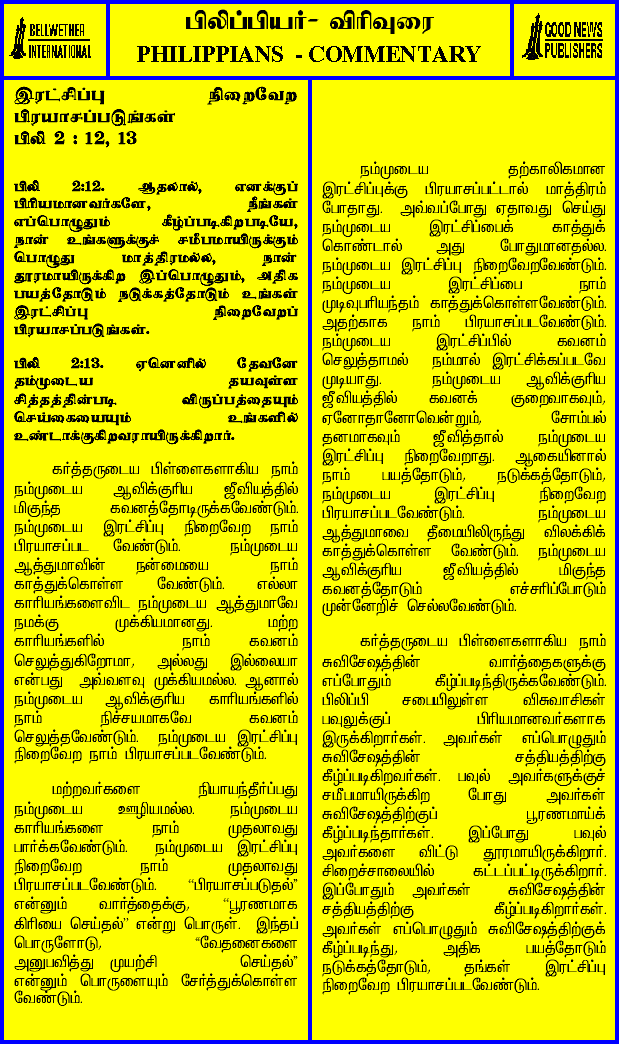 BELLWETHER
INTERNATIONAL
பிலிப்பியர்- விரிவுரை
PHILIPPIANS - COMMENTARY
GOOD NEWS
PUBLISHERS
இரட்சிப்பு நிறைவேற
பிரயாசப்படுங்கள்
பிலி 2 : 12, 13
பிலி 2:12. ஆதலால், எனக்குப்
பிரியமானவர்களே, நீங்கள்
எப்பொழுதும் கீழ்ப்படிகிறபடியே,
நான் உங்களுக்குச் சமீபமாயிருக்கும்
பொழுது மாத்திரமல்ல, நான்
தூரமாயிருக்கிற இப்பொழுதும், அதிக
பயத்தோடும் நடுக்கத்தோடும் உங்கள்
இரட்சிப்பு நிறைவேறப்
பிரயாசப்படுங்கள்.
பிலி 2:13. ஏனெனில் தேவனே
தம்முடைய தயவுள்ள
சித்தத்தின்படி விருப்பத்தையும்
செய்கையையும் உங்களில்
உண்டாக்குகிறவராயிருக்கிறார்.
கர்த்தருடைய பிள்ளைகளாகிய நாம்
நம்முடைய ஆவிக்குரிய ஜீவியத்தில்
மிகுந்த கவனத்தோடிருக்கவேண்டும்.
நம்முடைய இரட்சிப்பு நிறைவேற நாம்
பிரயாசப்பட வேண்டும். நம்முடைய
ஆத்துமாவின் நன்மையை நாம்
காத்துக்கொள்ள வேண்டும். எல்லா
காரியங்களைவிட நம்முடைய ஆத்துமாவே
நமக்கு முக்கியமானது. மற்ற
காரியங்களில் நாம் கவனம்
செலுத்துகிறோமா, அல்லது இல்லையா
என்பது அவ்வளவு முக்கியமல்ல. ஆனால்
நம்முடைய ஆவிக்குரிய காரியங்களில்
நாம் நிச்சயமாகவே கவனம்
செலுத்தவேண்டும். நம்முடைய இரட்சிப்பு
நிறைவேற நாம் பிரயாசப்படவேண்டும்.
மற்றவர்களை நியாயந்தீர்ப்பது
நம்முடைய ஊழியமல்ல. நம்முடைய
காரியங்களை நாம் முதலாவது
பார்க்கவேண்டும். நம்முடைய இரட்சிப்பு
நிறைவேற நாம் முதலாவது
பிரயாசப்படவேண்டும். “பிரயாசப்படுதல்”
என்னும் வார்த்தைக்கு, “பூரணமாக
கிரியை செய்தல்” என்று பொருள். இந்தப்
பொருளோடு, “வேதனைகளை
அனுபவித்து முயற்சி செய்தல்”
என்னும் பொருளையும் சேர்த்துக்கொள்ள
வேண்டும்.
நம்முடைய தற்காலிகமான
இரட்சிப்புக்கு பிரயாசப்பட்டால் மாத்திரம்
போதாது. அவ்வப்போது ஏதாவது செய்து
நம்முடைய இரட்சிப்பைக் காத்துக்
கொண்டால் அது போதுமானதல்ல.
நம்முடைய இரட்சிப்பு நிறைவேறவேண்டும்.
நம்முடைய இரட்சிப்பை நாம்
முடிவுபரியந்தம் காத்துக்கொள்ளவேண்டும்.
அதற்காக நாம் பிரயாசப்படவேண்டும்.
நம்முடைய இரட்சிப்பில் கவனம்
செலுத்தாமல் நம்மால் இரட்சிக்கப்படவே
முடியாது. நம்முடைய ஆவிக்குரிய
ஜீவியத்தில் கவனக் குறைவாகவும்,
ஏனோதானோவென்றும், சோம்பல்
தனமாகவும் ஜீவித்தால் நம்முடைய
இரட்சிப்பு நிறைவேறாது. ஆகையினால்
நாம் பயத்தோடும், நடுக்கத்தோடும்,
நம்முடைய இரட்சிப்பு நிறைவேற
பிரயாசப்படவேண்டும். நம்முடைய
ஆத்துமாவை தீமையிலிருந்து விலக்கிக்
காத்துக்கொள்ள வேண்டும். நம்முடைய
ஆவிக்குரிய ஜீவியத்தில் மிகுந்த
கவனத்தோடும் எச்சரிப்போடும்
முன்னேறிச் செல்லவேண்டும்.
கர்த்தருடைய பிள்ளைகளாகிய நாம்
சுவிசேஷத்தின் வார்த்தைகளுக்கு
எப்போதும் கீழ்ப்படிந்திருக்கவேண்டும்.
பிலிப்பி சபையிலுள்ள விசுவாசிகள்
பவுலுக்குப் பிரியமானவர்களாக
இருக்கிறார்கள். அவர்கள் எப்பொழுதும்
சுவிசேஷத்தின் சத்தியத்திற்கு
கீழ்ப்படிகிறவர்கள். பவுல் அவர்களுக்குச்
சமீபமாயிருக்கிற போது அவர்கள்
சுவிசேஷத்திற்குப் பூரணமாய்க்
கீழ்ப்படிந்தார்கள். இப்போது பவுல்
அவர்களை விட்டு தூரமாயிருக்கிறார்.
சிறைச்சாலையில் கட்டப்பட்டிருக்கிறார்.
இப்போதும் அவர்கள் சுவிசேஷத்தின்
சத்தியத்திற்கு கீழ்ப்படிகிறார்கள்.
அவர்கள் எப்பொழுதும் சுவிசேஷத்திற்குக்
கீழ்ப்படிந்து, அதிக பயத்தோடும்
நடுக்கத்தோடும், தங்கள் இரட்சிப்பு
நிறைவேற பிரயாசப்படவேண்டும்.